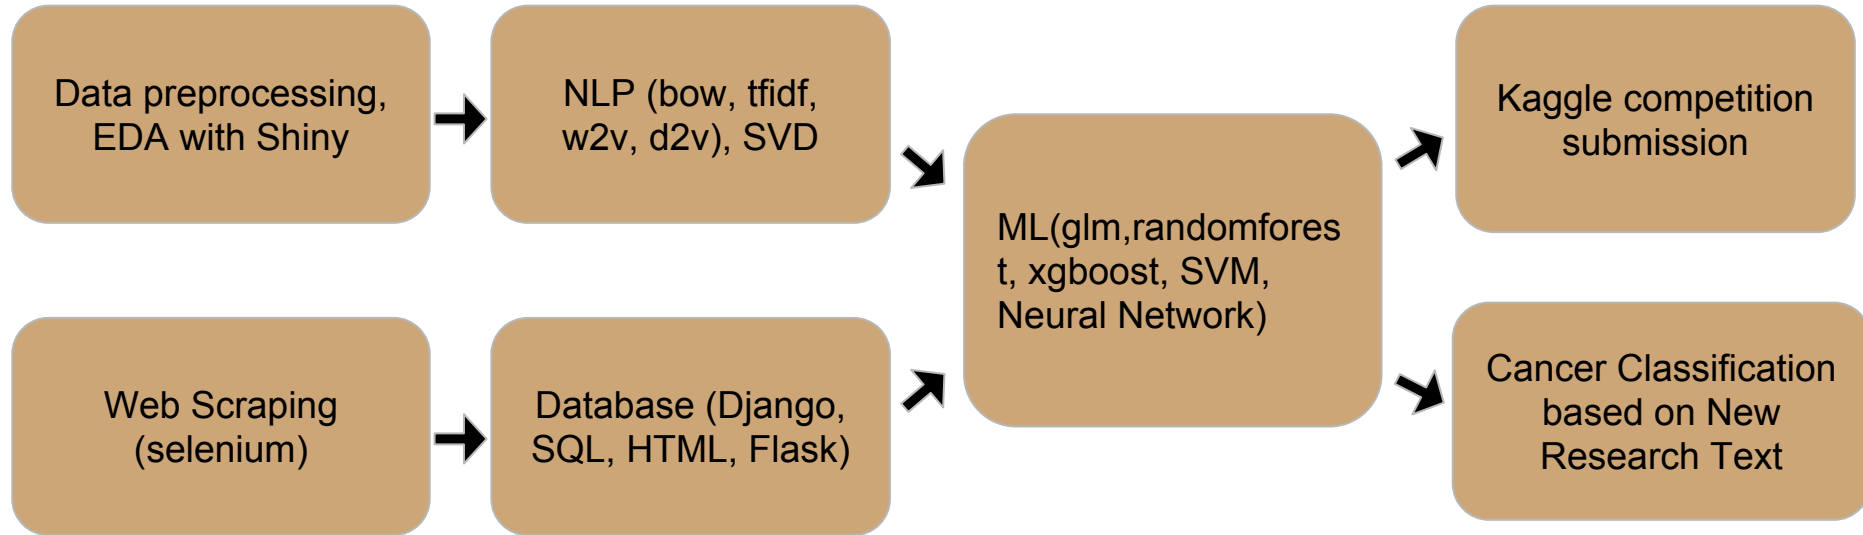 Data preprocessing,
EDA with Shiny
NLP (bow, tfidf,
w2v, d2v), SVD
Web Scraping
(selenium)
Database (Django,
SQL, HTML, Flask)
ML(glm,randomfores
t, xgboost, SVM,
Neural Network)
Kaggle competition
submission
Cancer Classification
based on New
Research Text